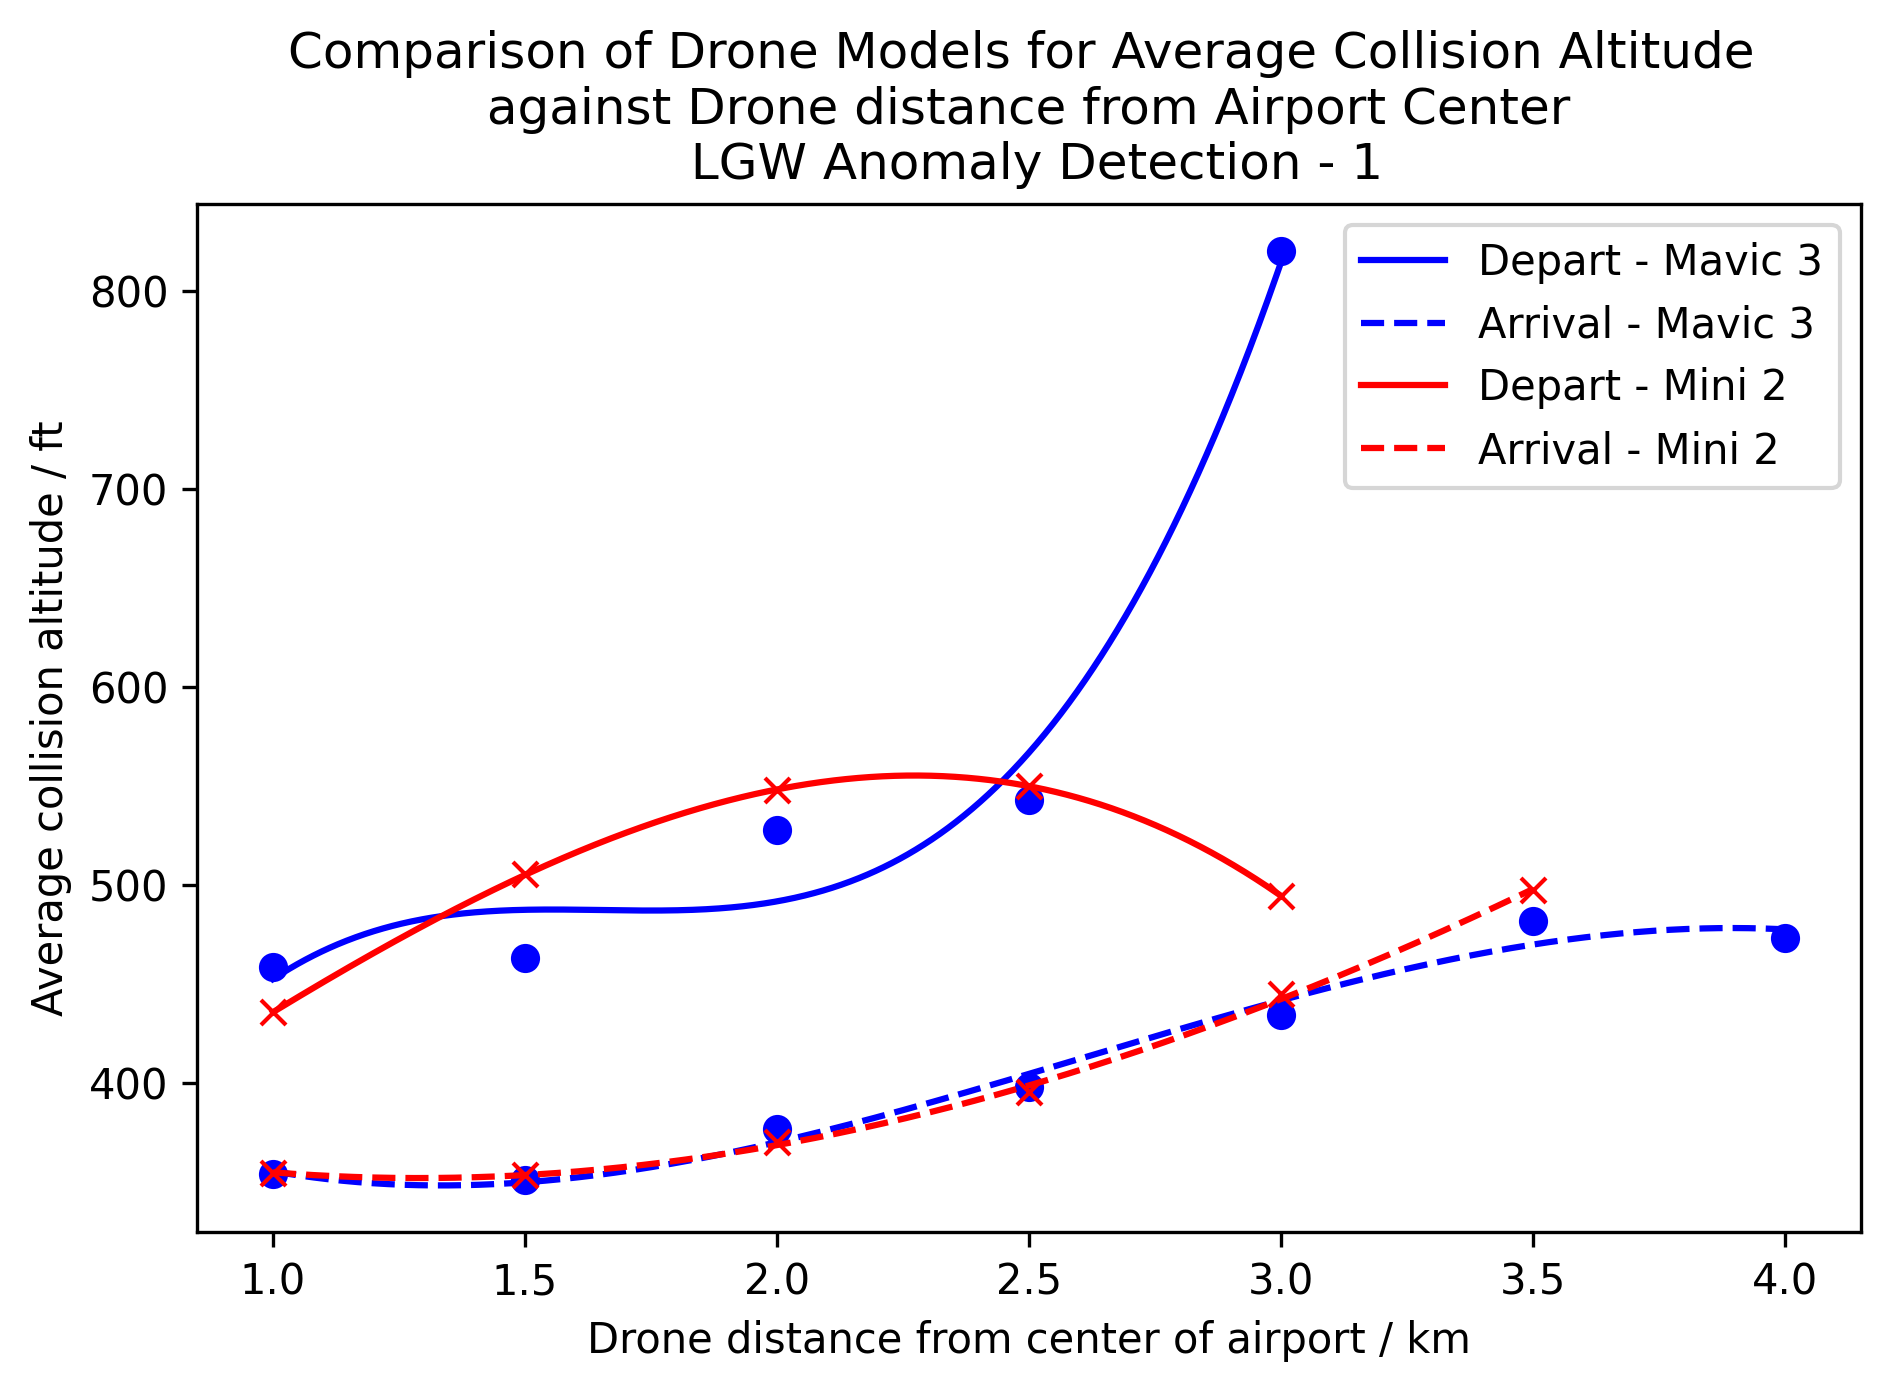 Comparison of Drone Models for Average Collision Altitude
against Drone distance from Airport Center
LGW Anomaly Detection - 1
Depart - Mavic 3
Arrival - Mavic 3
Depart - Mini 2
Arrival - Mini 2
Average collision altitude / ft
800
700
600
500
400
1.0 1.5 2.0 2.5 3.0 3.5 4.0
Drone distance from center of airport / km